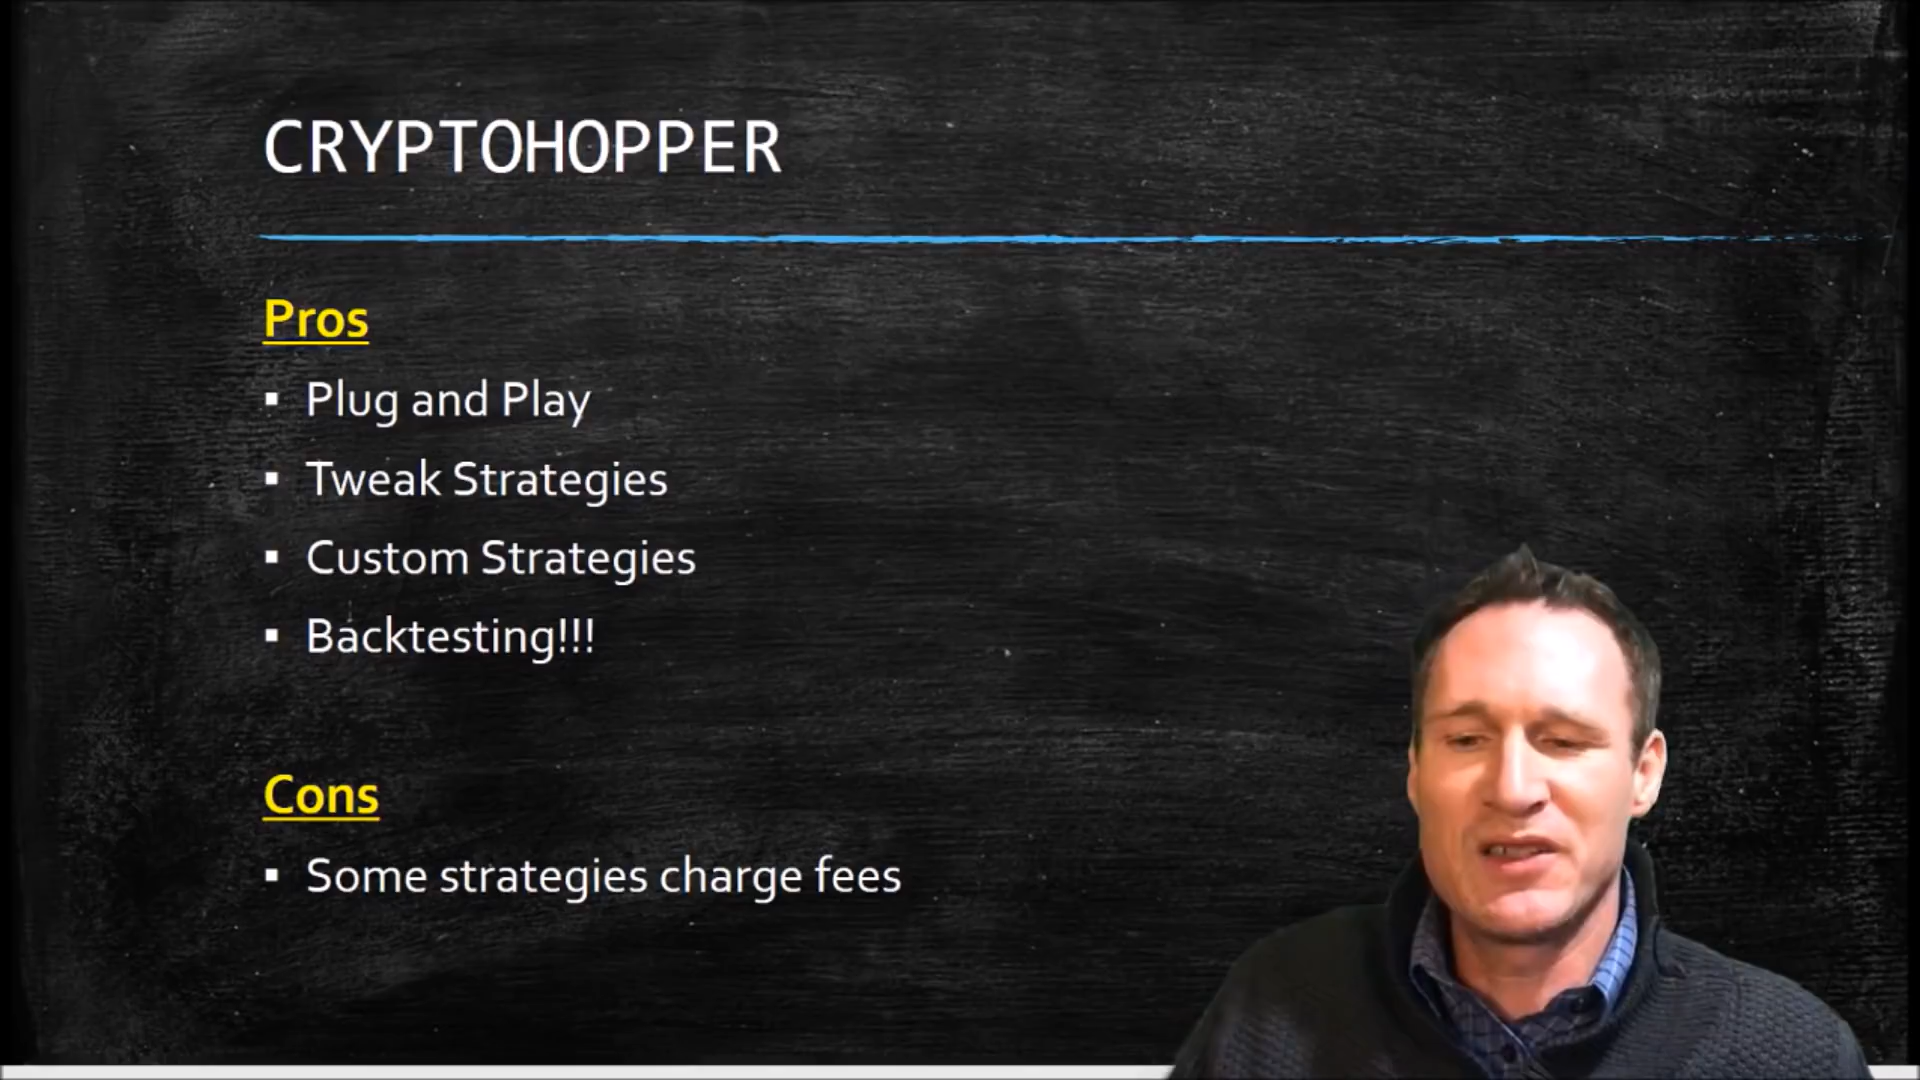 CRYPTOHOPPER
Pros
▪ Plug and Play
▪ Tweak Strategies
▪ Custom Strategies
▪ Backtesting!!!
Cons
▪ Some strategies charge fees